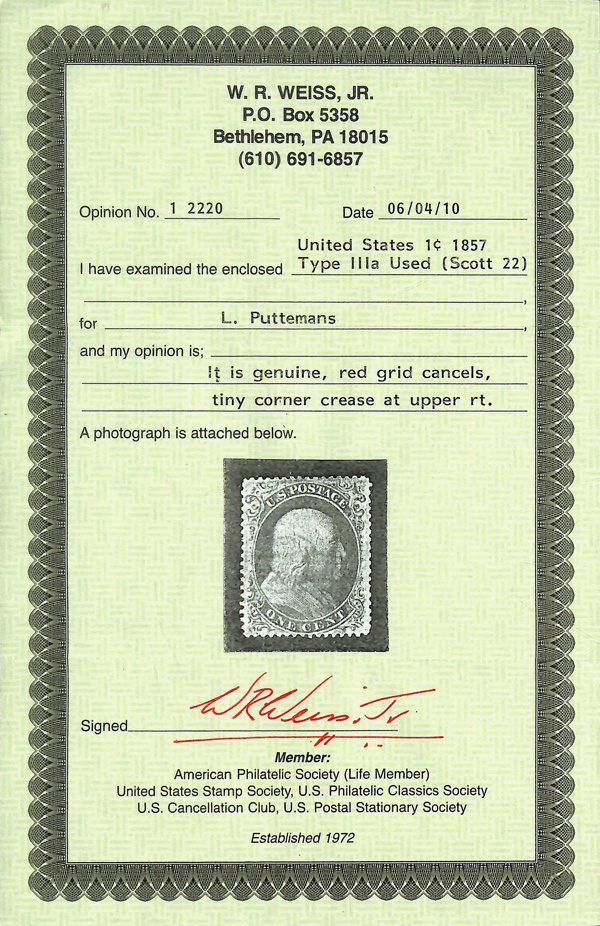 W. R. WEISS, JR.
P.O. Box 5358
Bethlehem, PA 18015
(610) 691-6857
Opinion No. 1 2220 Date 06/04/10
United States 1¢ 1857
I have examined the enclosed Type IIIa Used (Scott 22)
,
for L. Puttemans ,
and my opinion is;
It is genuine, red grid cancels,
tiny corner crease at upper rt.
A photograph is attached below.
U.S. POSTAGE
ONE CENT
WRWeiss, Jr
Signed
Member:
American Philatelic Society (Life Member)
United States Stamp Society, U.S. Philatelic Classics Society
U.S. Cancellation Club, U.S. Postal Stationary Society
Established 1972